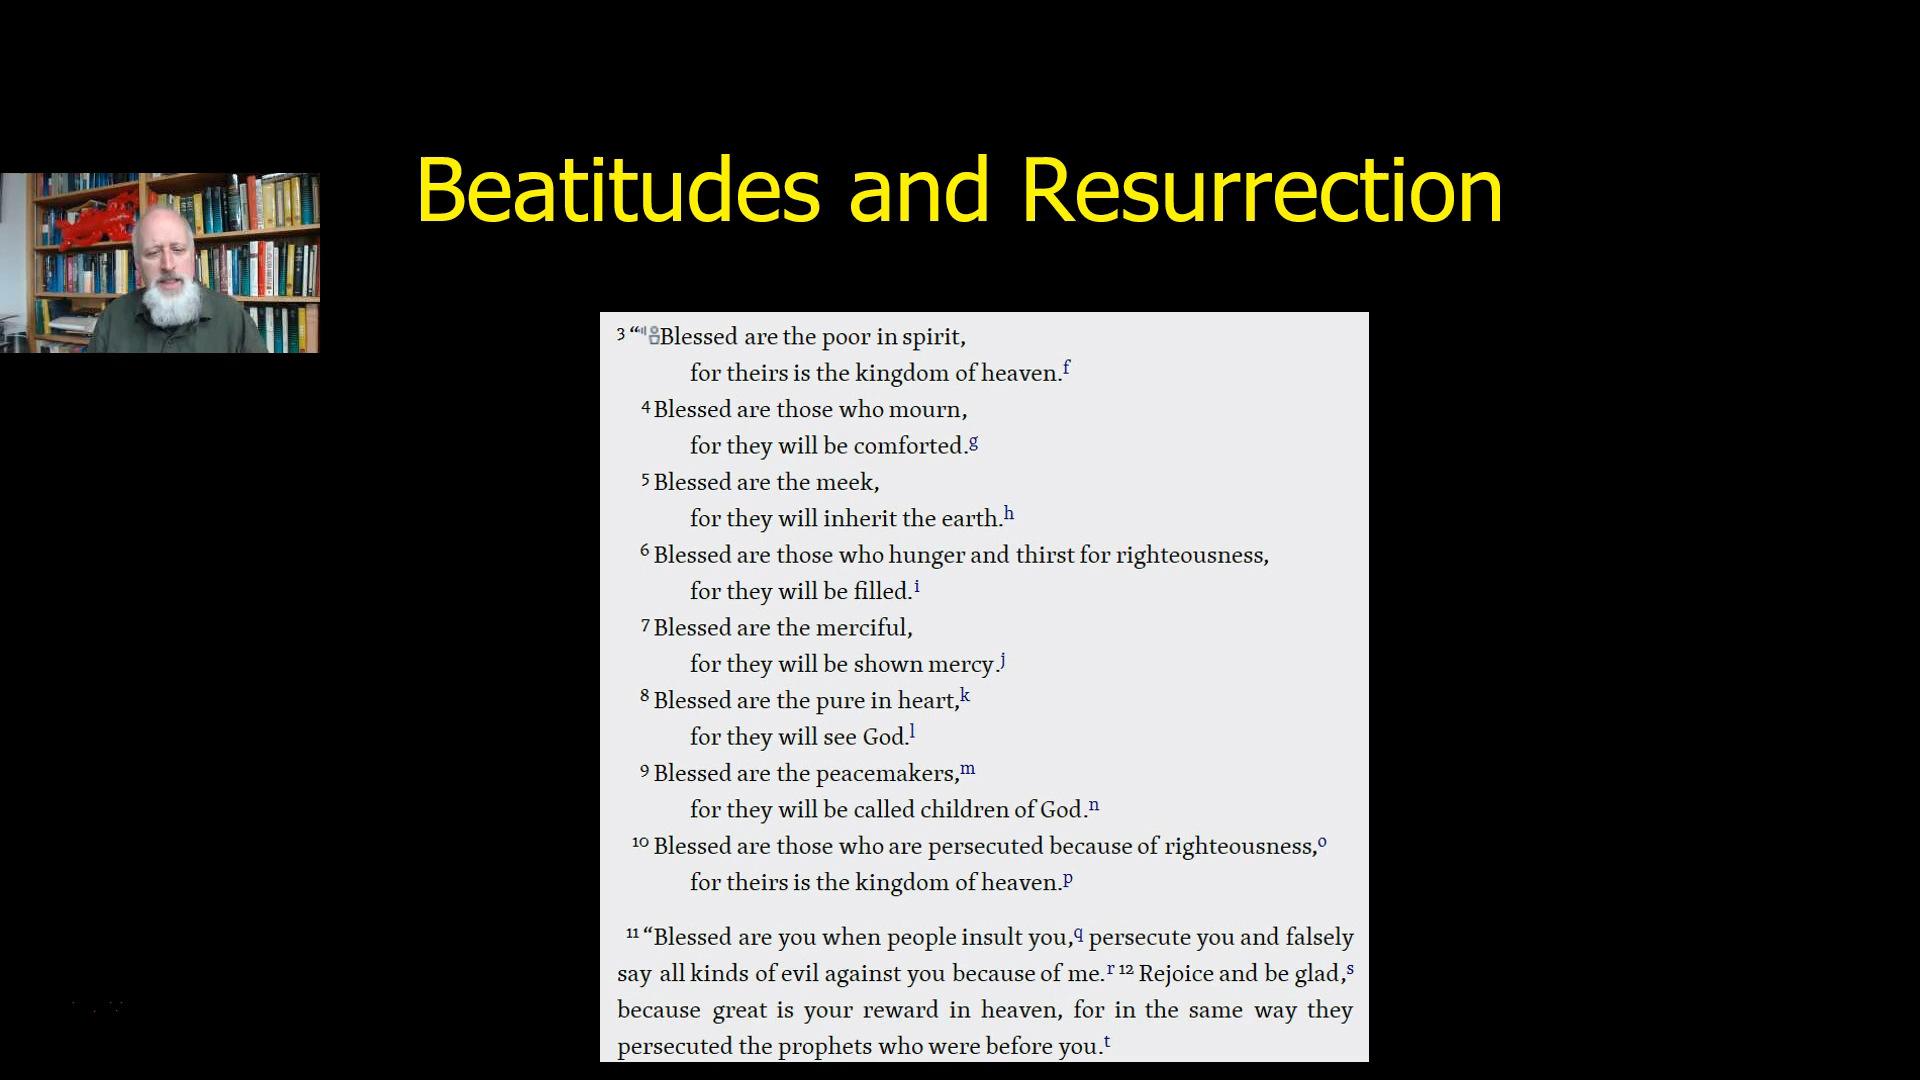 Beatitudes and Resurrection
3 “Blessed are the poor in spirit,
for theirs is the kingdom of heaven.f
4 Blessed are those who mourn,
for they will be comforted.g
5 Blessed are the meek,
for they will inherit the earth.h
6 Blessed are those who hunger and thirst for righteousness,
for they will be filled.i
7 Blessed are the merciful,
for they will be shown mercy.j
8 Blessed are the pure in heart,k
for they will see God.l
9 Blessed are the peacemakers,m
for they will be called children of God.n
10 Blessed are those who are persecuted because of righteousness,o
for theirs is the kingdom of heaven.p
11 “Blessed are you when people insult you,q persecute you and falsely
say all kinds of evil against you because of me.r 12 Rejoice and be glad,s
because great is your reward in heaven, for in the same way they
persecuted the prophets who were before you.t